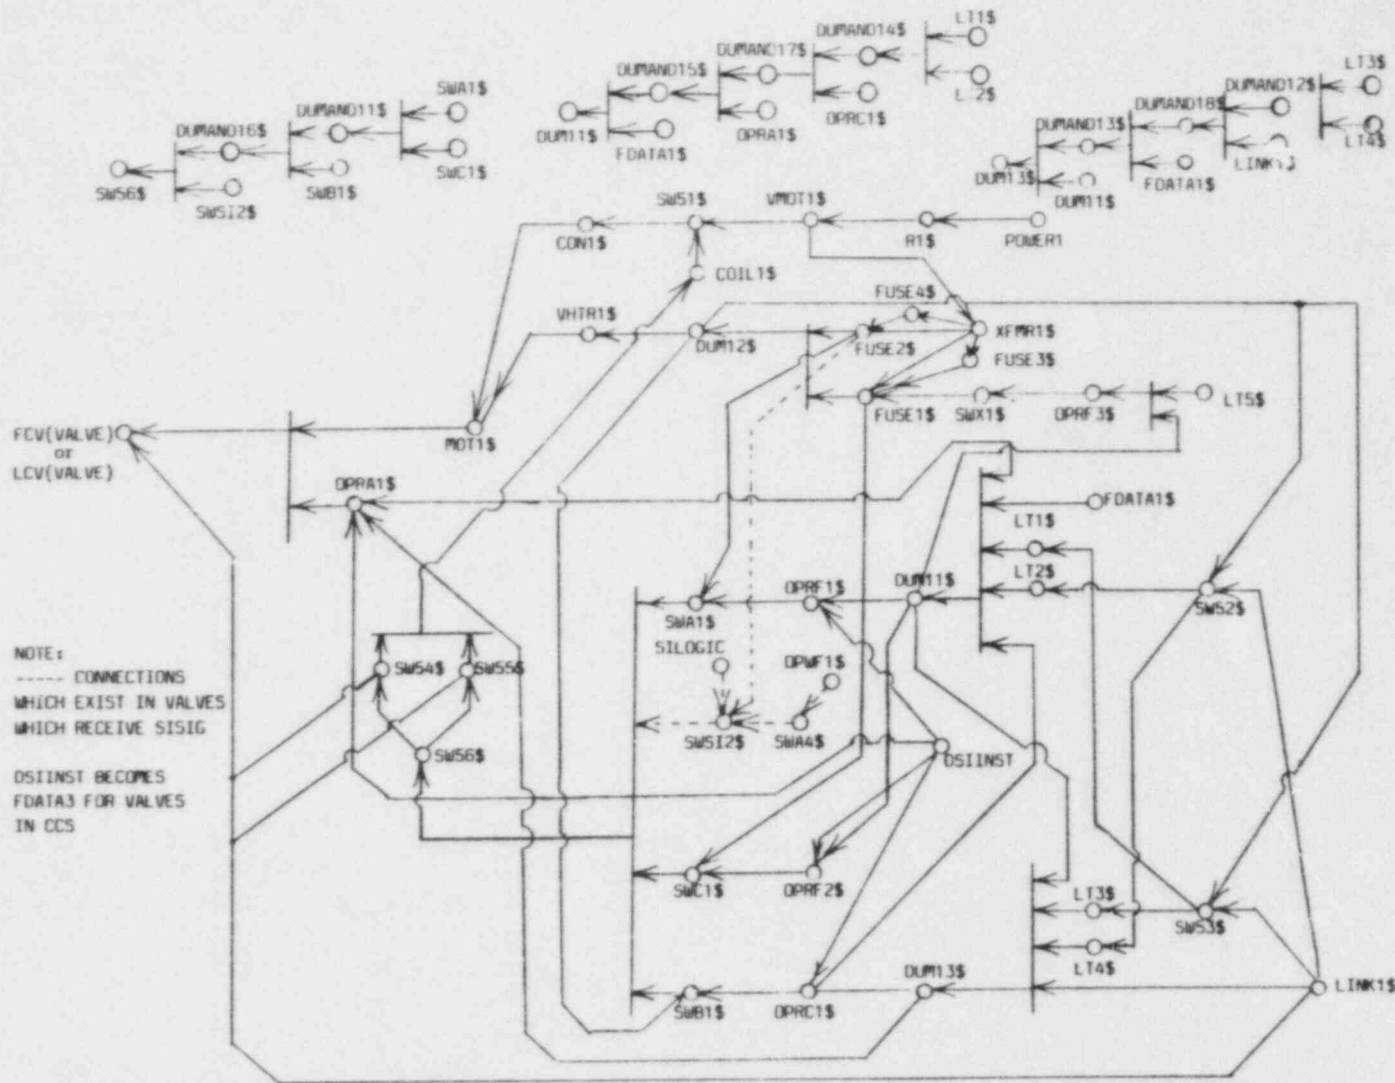 LT1$
DUMAND14$
DUMAND17$
LT3$
DUMAND15$
DUMAND12$
SWA1$
LT2$
DUMAND18$
DUMAND11$
DUMAND13$
DUMAND16$
OPRC1$
OPRA1$
LT4$
DUM11$
FDATA1$
LINK1$
SWC1$
FDATA1$
DUM13$
SWB1$
DUM11$
SW56$
SWSI2$
SW51$
VMOT1$
CON1$
R1$
POWER1
COIL1$
FUSE4$
VHTR1$
XFMR1$
DUM12$
FUSE2$
FUSE3$
FUSE1$
SWX1$
OPRF3$
LT5$
FCV(VALVE)
or
LCV(VALVE)
MOT1$
OPRA1$
FDATA1$
LT1$
LT2$
OPRF1$
DUM11$
SW52$
SWA1$
SILOGIC
OPWF1$
NOTE:
----- CONNECTIONS
WHICH EXIST IN VALVES
WHICH RECEIVE SISIG
SW54$
SW55$
SWSI2$
SWA4$
SW56$
OSIINST
DSIINST BECOMES
FDATA3 FOR VALVES
IN CCS
SWC1$
OPRF2$
LT3$
SW53$
LT4$
DUM13$
LINK1$
SWB1$
OPRC1$